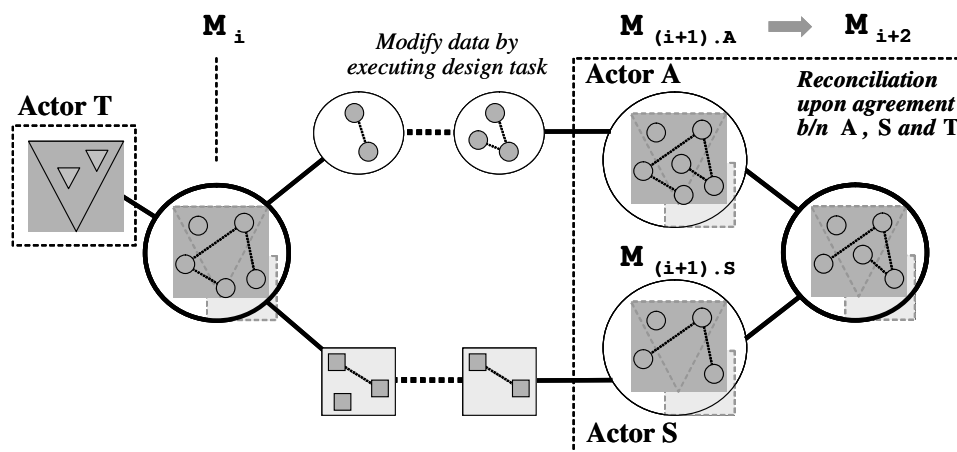 M i
Modify data by
executing design task
M (i+1).A
M i+2
Actor T
Actor A
Reconciliation
upon agreement
b/n A , S and T
M (i+1).S
Actor S